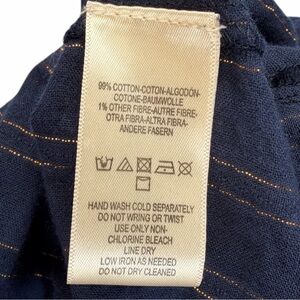 99% COTTON-COTON-ALGODÓN-
COTONE-BAUMWOLLE
1% OTHER FIBRE-AUTRE FIBRE-
OTRA FIBRA-ALTRA FIBRA-
ANDERE FASERN
HAND WASH COLD SEPARATELY
DO NOT WRING OR TWIST
USE ONLY NON-
CHLORINE BLEACH
LINE DRY
LOW IRON AS NEEDED
DO NOT DRY CLEANED